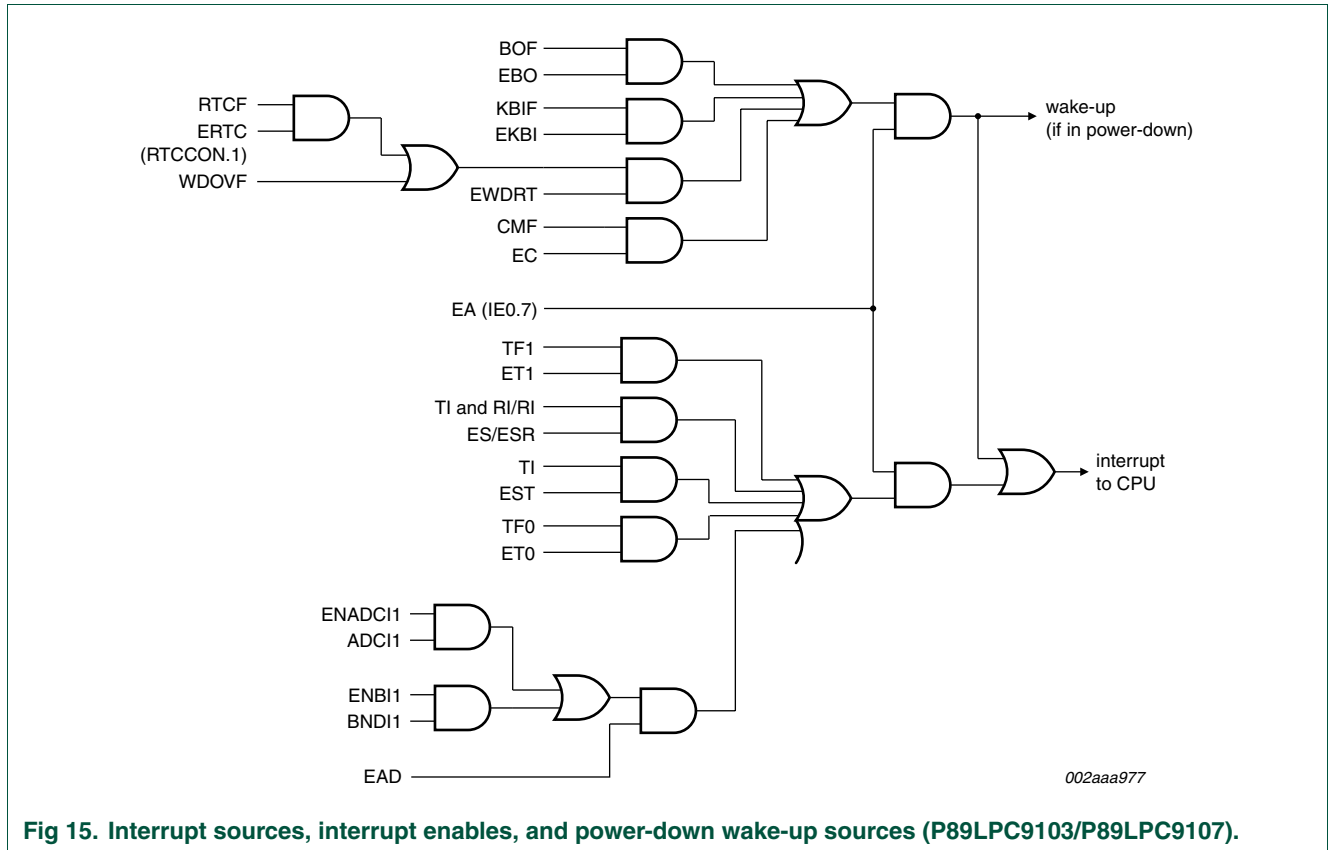 BOF
EBO
RTCF
KBIF
wake-up
(if in power-down)
ERTC
EKBI
(RTCCON.1)
WDOVF
EWDRT
CMF
EC
EA (IE0.7)
TF1
ET1
TI and RI/RI
ES/ESR
TI
interrupt
to CPU
EST
TF0
ET0
ENADCI1
ADCI1
ENBI1
BNDI1
EAD
002aaa977
Fig 15. Interrupt sources, interrupt enables, and power-down wake-up sources (P89LPC9103/P89LPC9107).